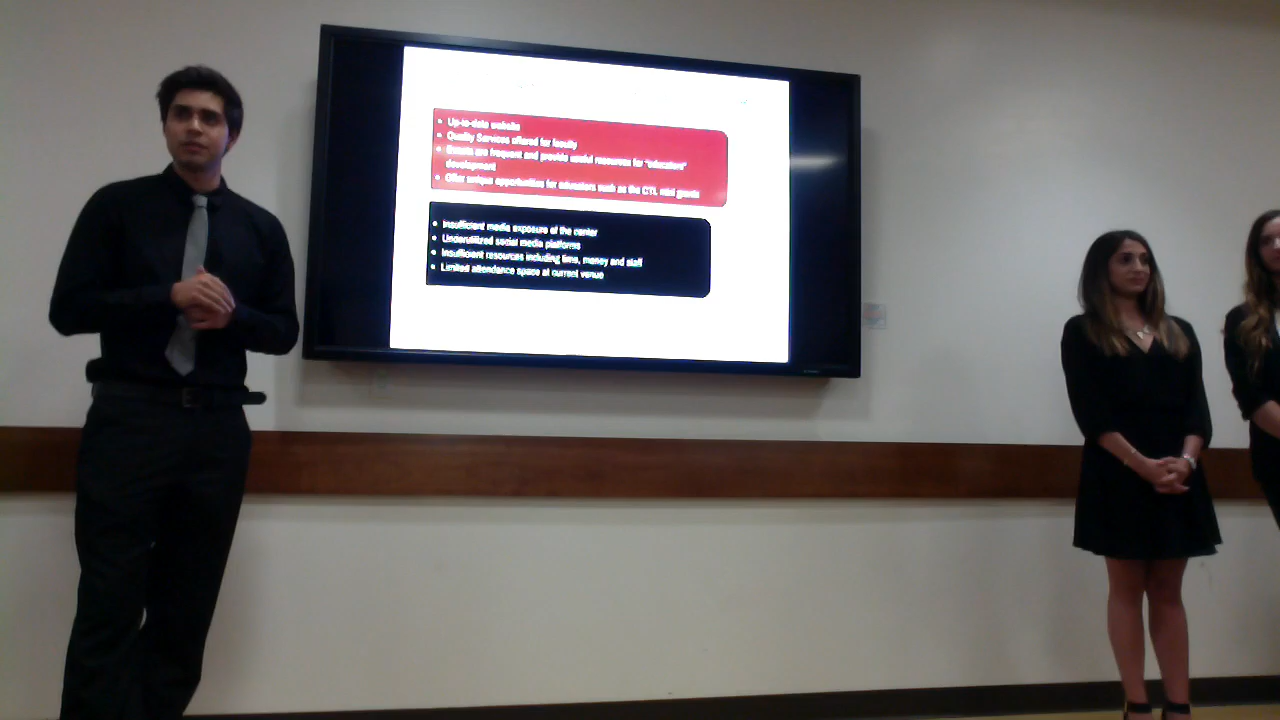 • Up-to-date website
• Quality Services offered for faculty
• Events are frequent and provide useful resources for "educators"
development
• Offer unique opportunities for educators such as the CTL mini grants
• Insufficient media exposure of the center
• Underutilized social media platforms
• Insufficient resources including time, money and staff
• Limited attendance space at current venue